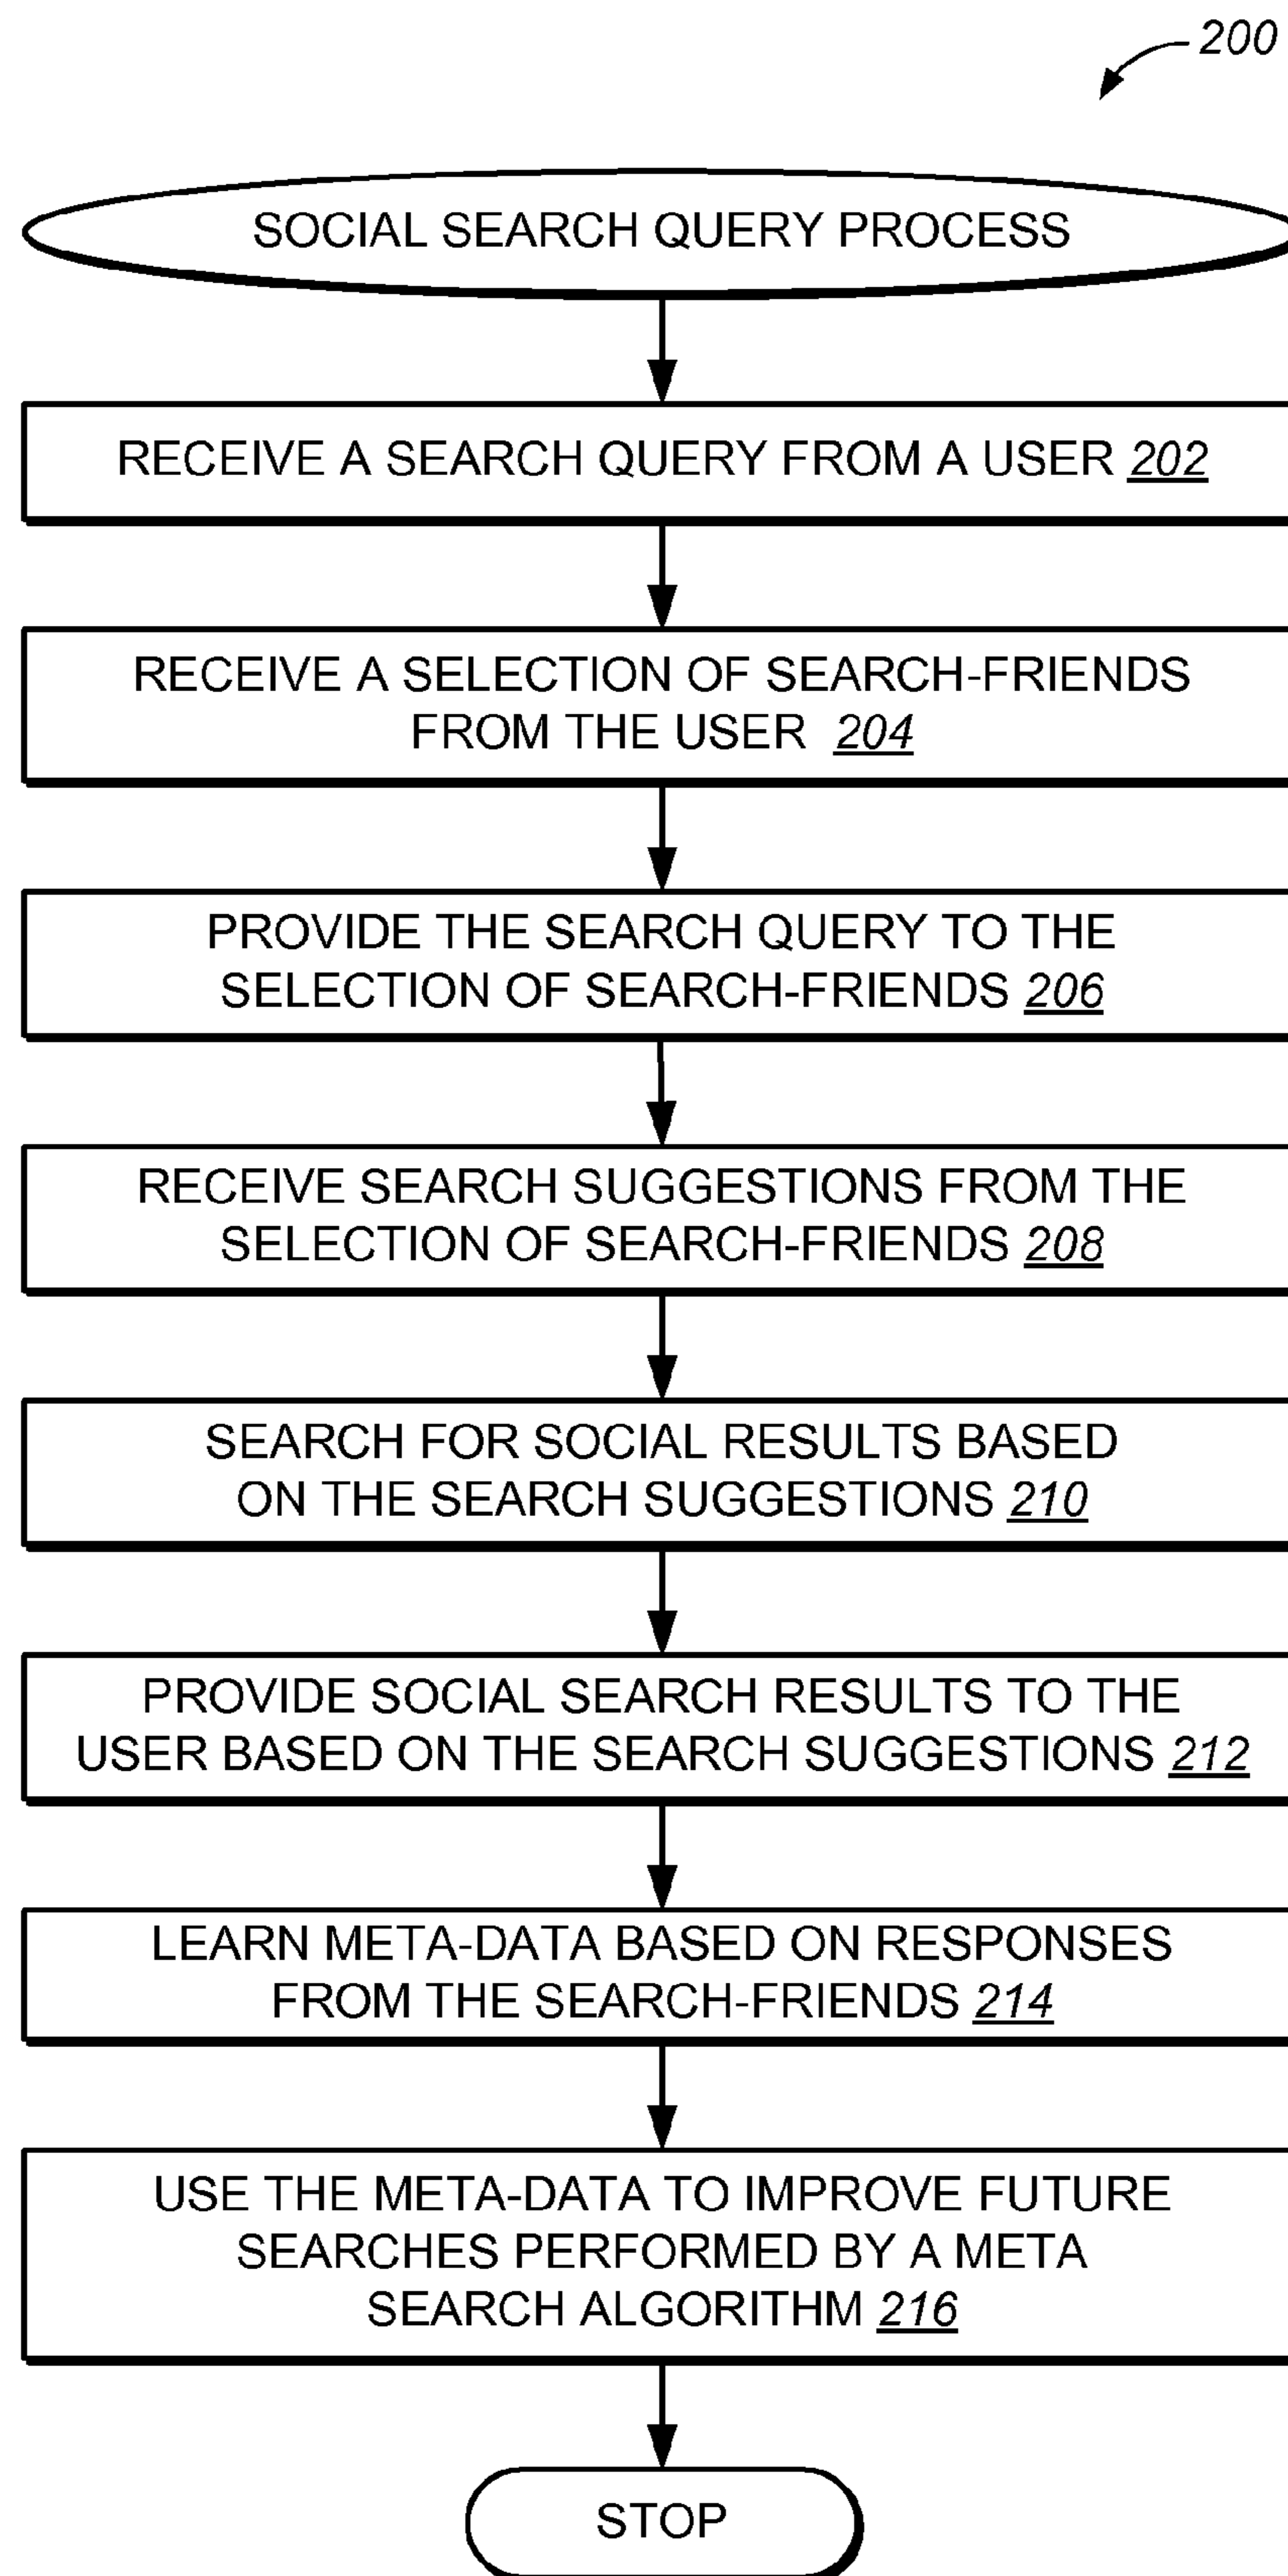 200
SOCIAL SEARCH QUERY PROCESS
RECEIVE A SEARCH QUERY FROM A USER 202
RECEIVE A SELECTION OF SEARCH-FRIENDS
FROM THE USER 204
PROVIDE THE SEARCH QUERY TO THE
SELECTION OF SEARCH-FRIENDS 206
RECEIVE SEARCH SUGGESTIONS FROM THE
SELECTION OF SEARCH-FRIENDS 208
SEARCH FOR SOCIAL RESULTS BASED
ON THE SEARCH SUGGESTIONS 210
PROVIDE SOCIAL SEARCH RESULTS TO THE
USER BASED ON THE SEARCH SUGGESTIONS 212
LEARN META-DATA BASED ON RESPONSES
FROM THE SEARCH-FRIENDS 214
USE THE META-DATA TO IMPROVE FUTURE
SEARCHES PERFORMED BY A META
SEARCH ALGORITHM 216
STOP